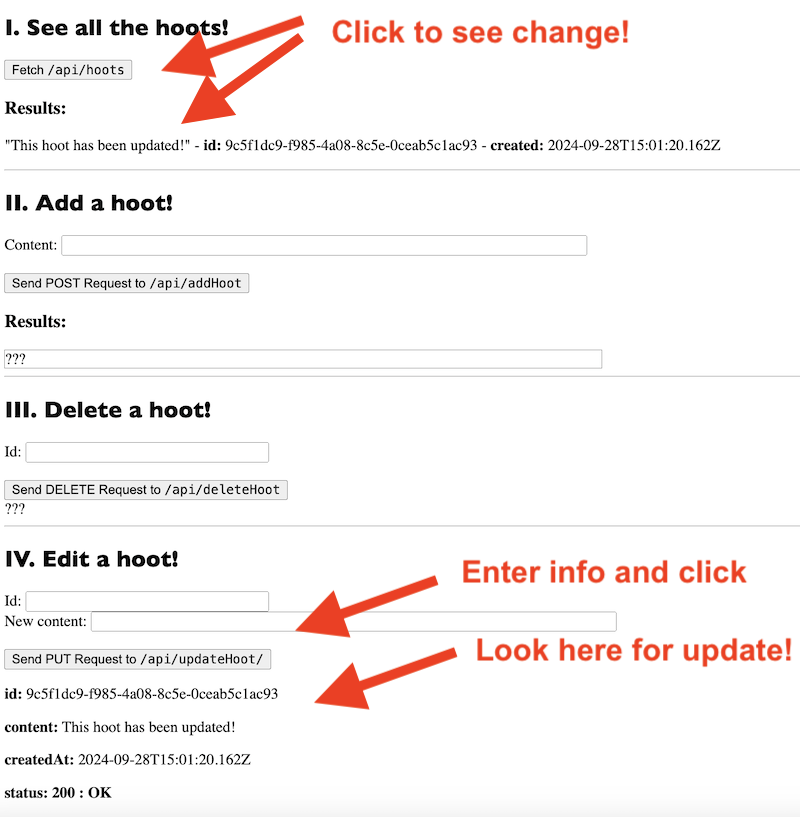 I. See all the hoots!
Click to see change!
Fetch /api/hoots
Results:
"This hoot has been updated!" - id: 9c5f1dc9-f985-4a08-8c5e-0ceab5c1ac93 - created: 2024-09-28T15:01:20.162Z
II. Add a hoot!
Content:
Send POST Request to /api/addHoot
Results:
???
III. Delete a hoot!
Id:
Send DELETE Request to /api/deleteHoot
???
IV. Edit a hoot!
Enter info and click
Id:
New content:
Look here for update!
Send PUT Request to /api/updateHoot/
id: 9c5f1dc9-f985-4a08-8c5e-0ceab5c1ac93
content: This hoot has been updated!
createdAt: 2024-09-28T15:01:20.162Z
status: 200 : OK